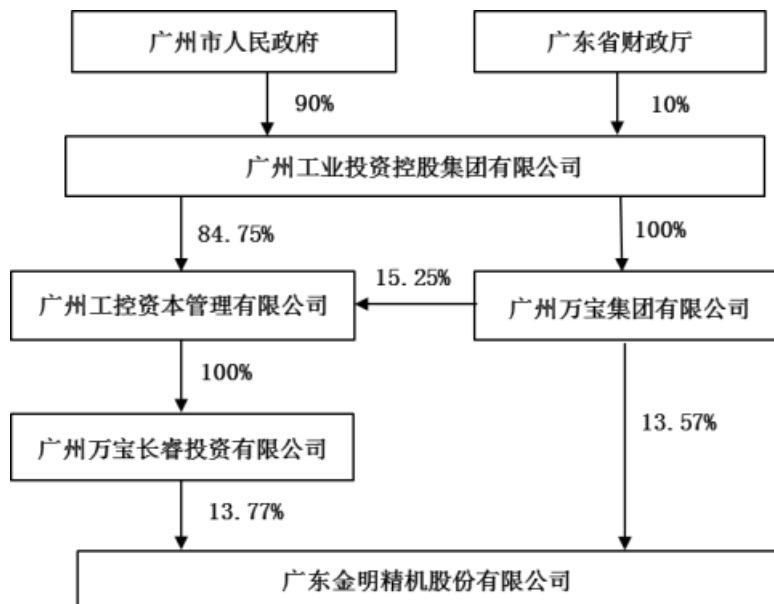 广州市人民政府
广东省财政厅
90%
10%
广州工业投资控股集团有限公司
84.75%
100%
广州工控资本管理有限公司
15.25%
广州万宝集团有限公司
100%
13.57%
广州万宝长睿投资有限公司
13.77%
广东金明精机股份有限公司